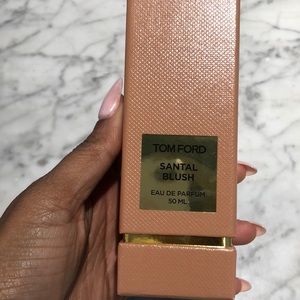 TOM FORD
SANTAL
BLUSH
EAU DE PARFUM
50 ML